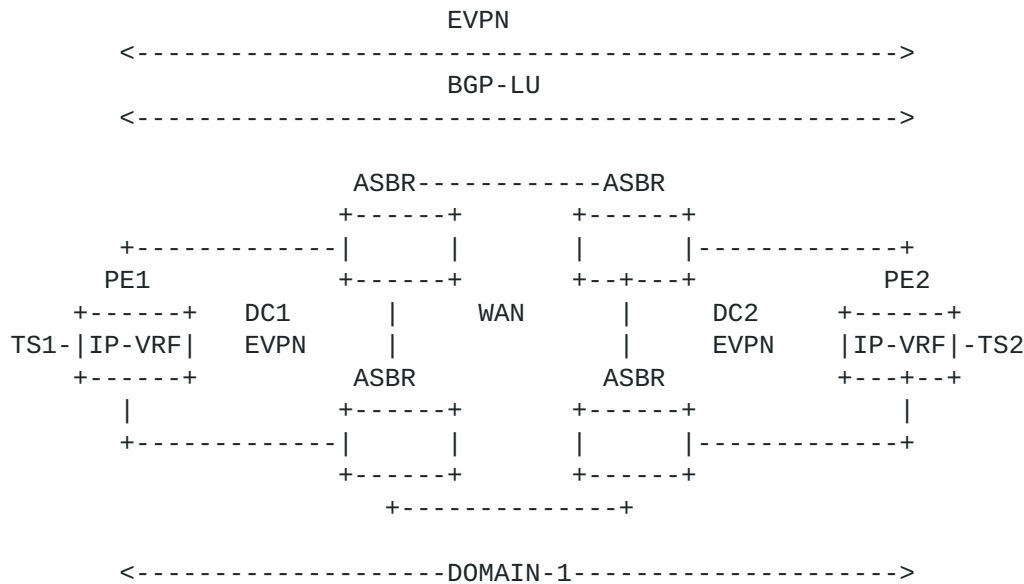 EVPN
<----------------------------------------------->
BGP-LU
<----------------------------------------------->
ASBR------------ASBR
PE1 PE2
DC1 WAN DC2
TS1-|IP-VRF| EVPN EVPN |IP-VRF|-TS2
ASBR ASBR
<--------------------DOMAIN-1-------------------->